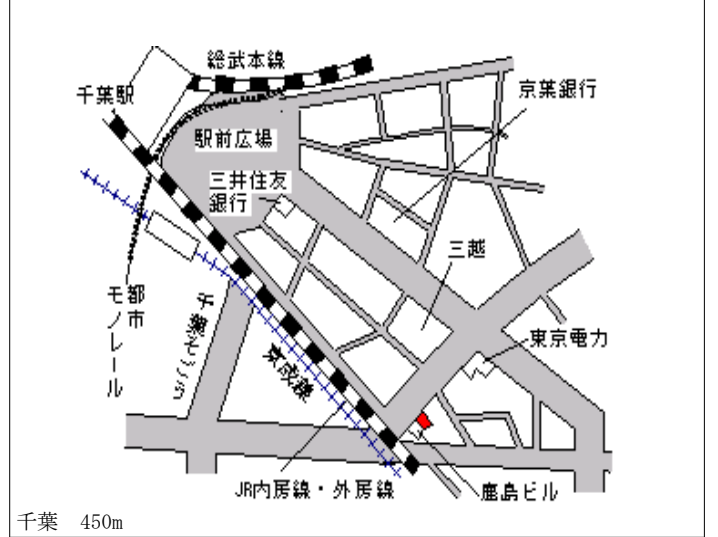 総武本線
千葉駅
京葉銀行
駅前広場
三井住友
銀行
三越
都市
モノレール
千葉そごう
京成線
東京電力
JR内房線・外房線
鹿島ビル
千葉 450m